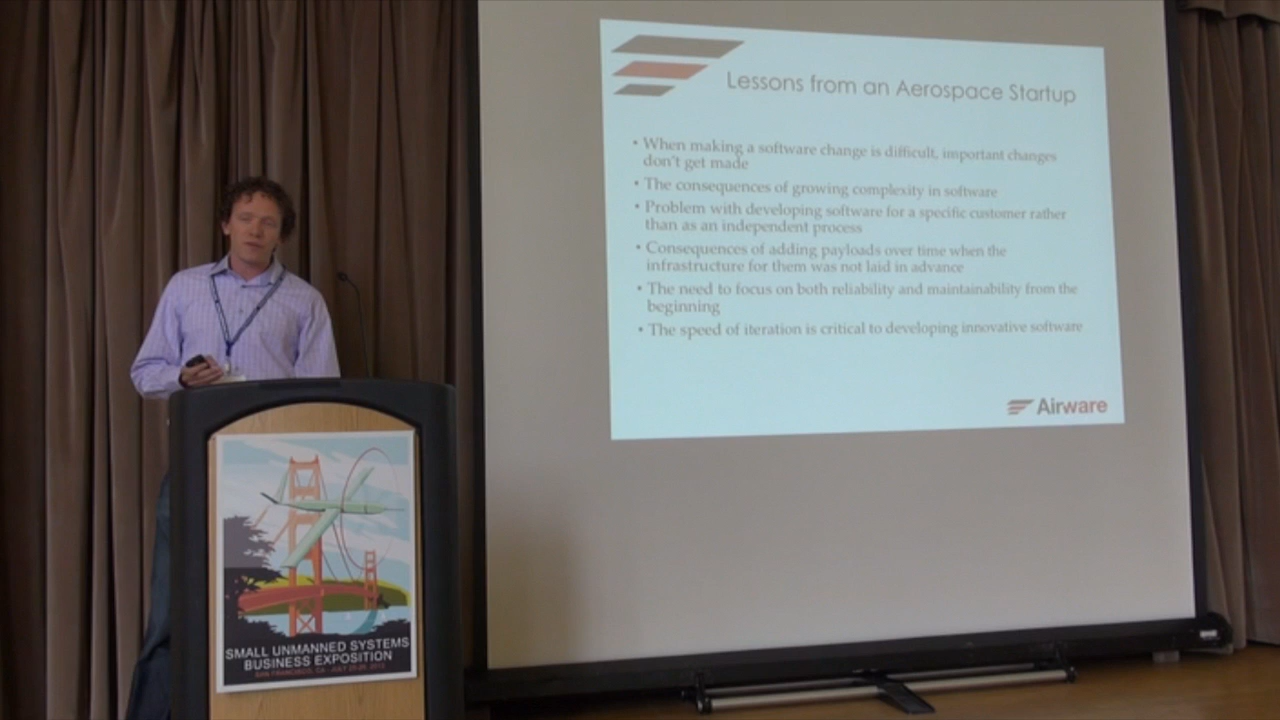 Lessons from an Aerospace Startup
• When making a software change is difficult, important changes
don't get made
• The consequences of growing complexity in software
• Problem with developing software for a specific customer rather
than as an independent process
• Consequences of adding payloads over time when the
infrastructure for them was not laid in advance
• The need to focus on both reliability and maintainability from the
beginning
• The speed of iteration is critical to developing innovative software
Airware
SMALL UNMANNED SYSTEMS
BUSINESS EXPOSITION
SAN FRANCISCO, CA